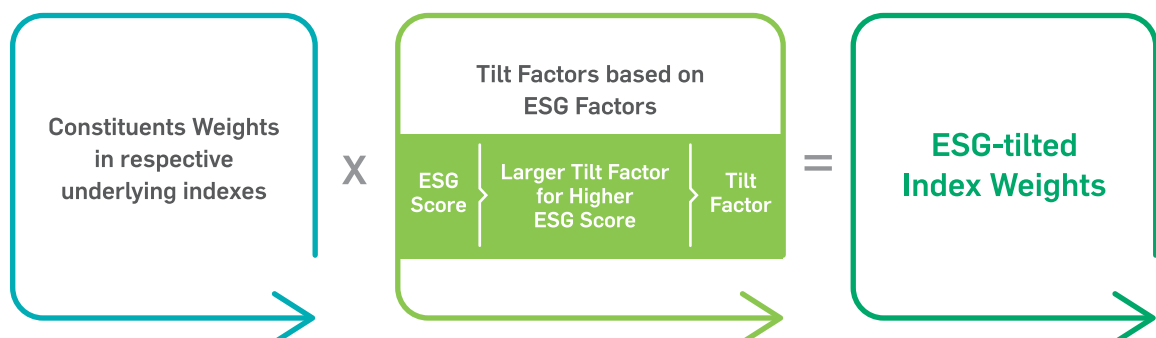 Constituents Weights
in respective
underlying indexes
X
Tilt Factors based on
ESG Factors
ESG
Score
Larger Tilt Factor
for Higher
ESG Score
Tilt
Factor
=
ESG-tilted
Index Weights